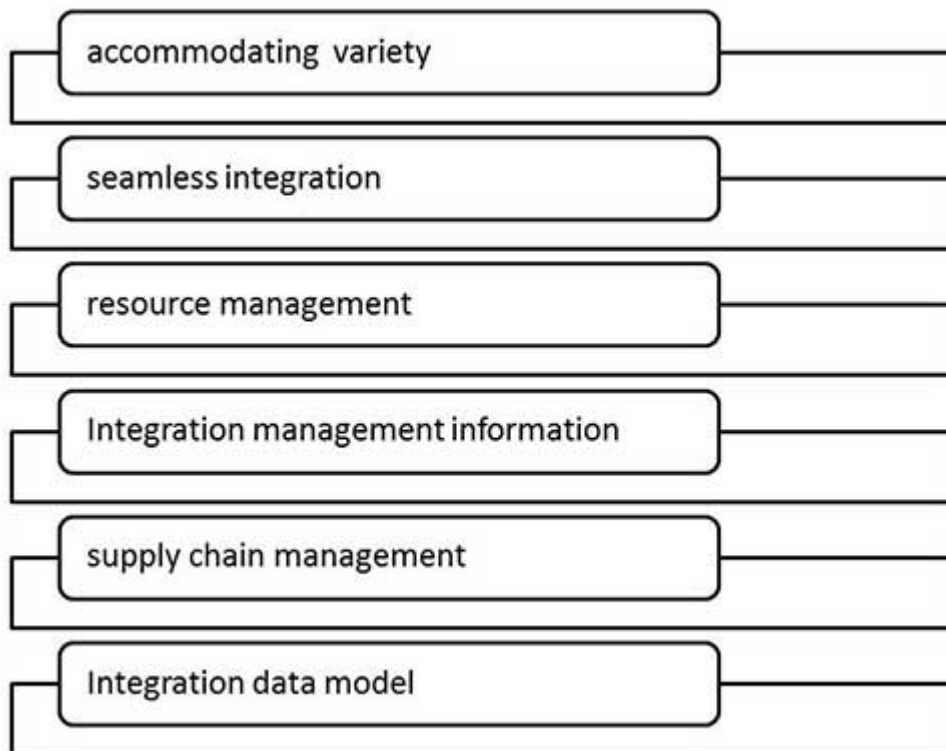 accommodating variety
seamless integration
resource management
Integration management information
supply chain management
Integration data model